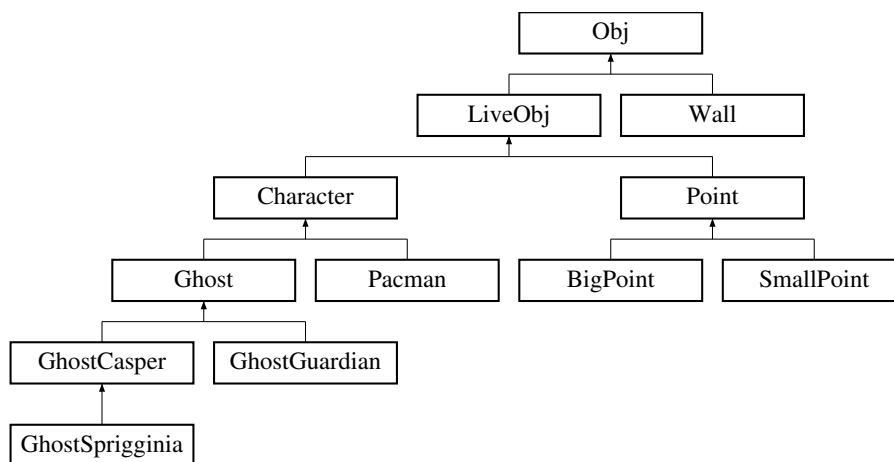 Obj
LiveObj
Wall
Character
Point
Ghost
Pacman
BigPoint
SmallPoint
GhostCasper
GhostGuardian
GhostSprigginia